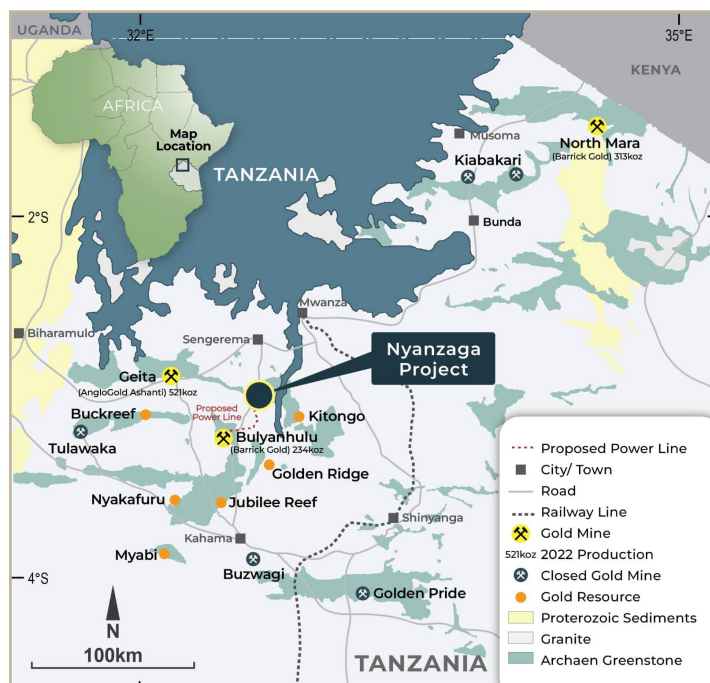 UGANDA
32°E
35°E
KENYA
AFRICA
Map
Location
TANZANIA
Musoma
North Mara
(Barrick Gold) 313koz
Kiabakari
2°S
Bunda
Mwanza
Biharamulo
Sengerema
Nyanzaga
Project
Geita
(AngloGold Ashanti) 521koz
Proposed
Power Line
Buckreef
Kitongo
Tulawaka
Bulyanhulu
(Barrick Gold) 234koz
Golden Ridge
Nyakafuru
Jubilee Reef
Shinyanga
Kahama
Myabi
Buzwagi
4°S
Golden Pride
N
100km
TANZANIA
Proposed Power Line
City/ Town
Road
Railway Line
Gold Mine
521koz 2022 Production
Closed Gold Mine
Gold Resource
Proterozoic Sediments
Granite
Archaen Greenstone